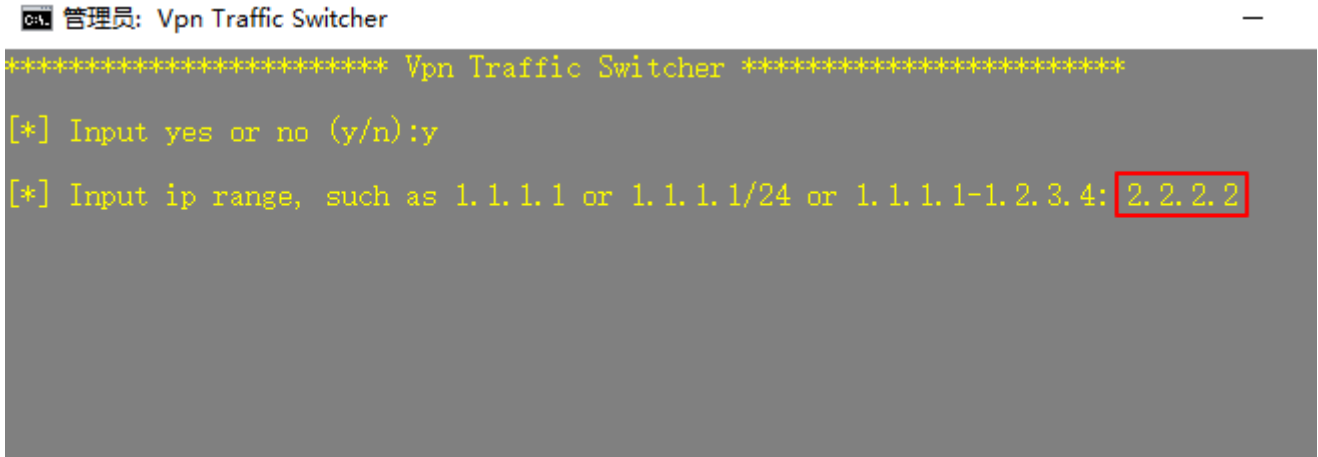 管理员: Vpn Traffic Switcher
************************ Vpn Traffic Switcher ************************
[*] Input yes or no (y/n):y
[*] Input ip range, such as 1.1.1.1 or 1.1.1.1/24 or 1.1.1.1-1.2.3.4: 2.2.2.2